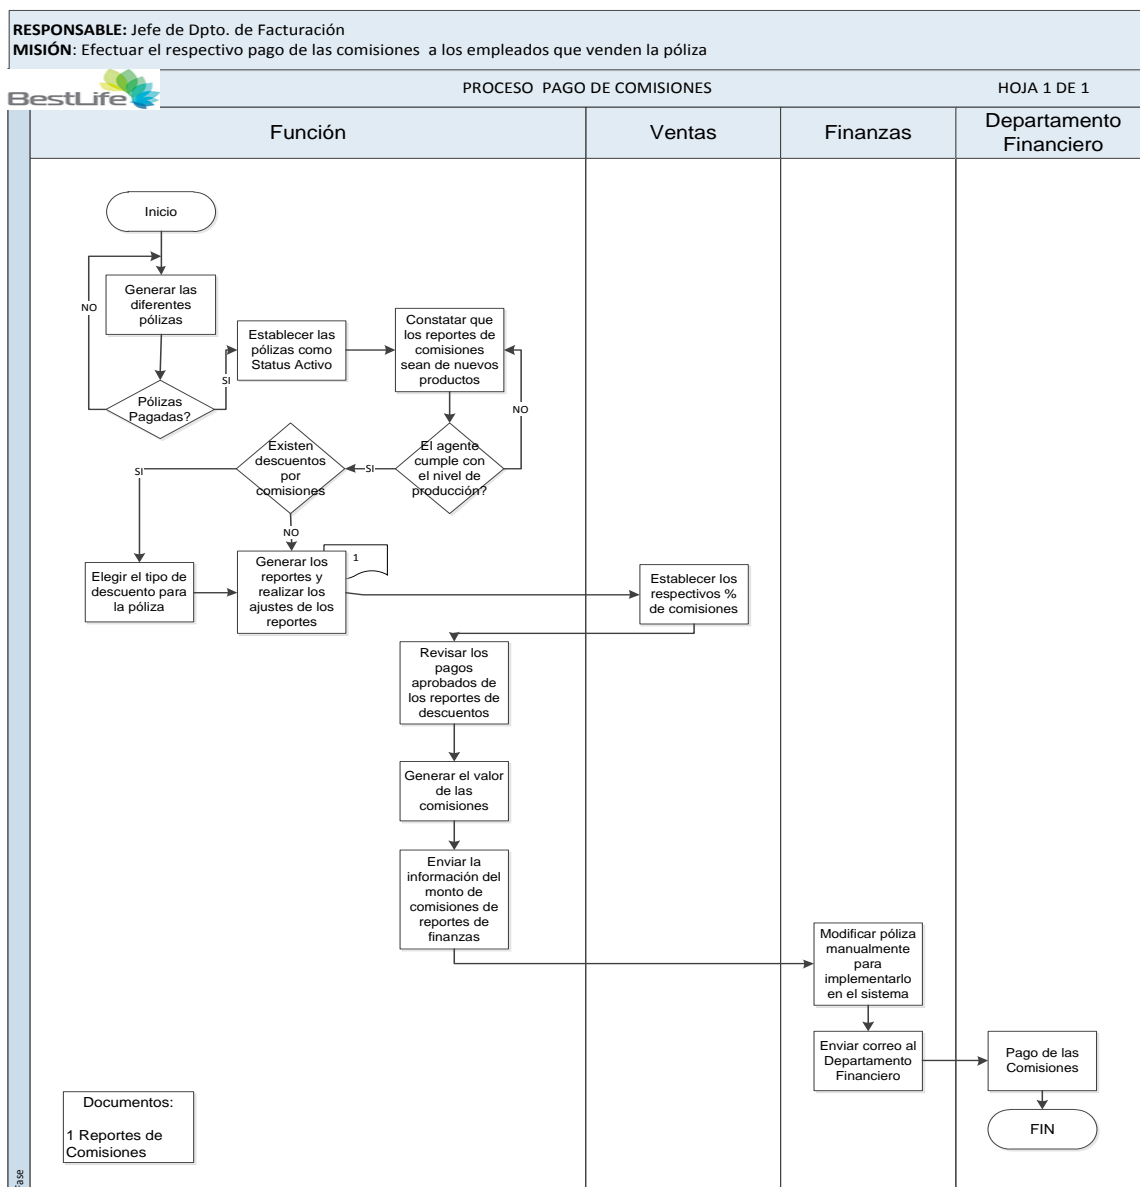 RESPONSABLE: Jefe de Dpto. de Facturación
MISIÓN: Efectuar el respectivo pago de las comisiones a los empleados que venden la póliza
BestLife
PROCESO PAGO DE COMISIONES
HOJA 1 DE 1
Función
Ventas
Finanzas
Departamento
Financiero
Inicio
Generar las
diferentes
pólizas
NO
Pólizas
Pagadas?
SI
Establecer las
pólizas como
Status Activo
Constatar que
los reportes de
comisiones
sean de nuevos
productos
NO
El agente
cumple con
el nivel de
producción?
SI
Existen
descuentos
por
comisiones
SI
NO
Elegir el tipo de
descuento para
la póliza
Generar los
reportes y
realizar los
ajustes de los
reportes
1
Establecer los
respectivos %
de comisiones
Revisar los
pagos
aprobados de
los reportes de
descuentos
Generar el valor
de las
comisiones
Enviar la
información del
monto de
comisiones de
reportes de
finanzas
Modificar póliza
manualmente
para
implementarlo
en el sistema
Enviar correo al
Departamento
Financiero
Pago de las
Comisiones
FIN
Documentos:
1 Reportes de
Comisiones
Fase